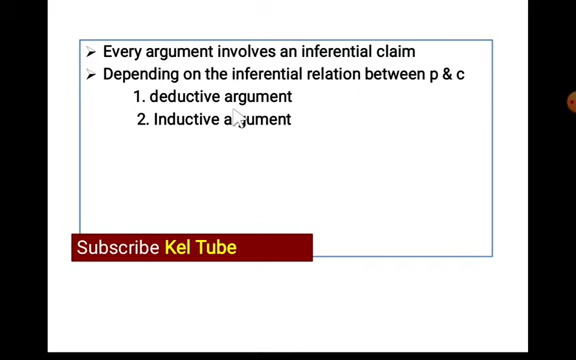 ➢ Every argument involves an inferential claim
➢ Depending on the inferential relation between p & c
1. deductive argument
2. Inductive argument
Subscribe Kel Tube